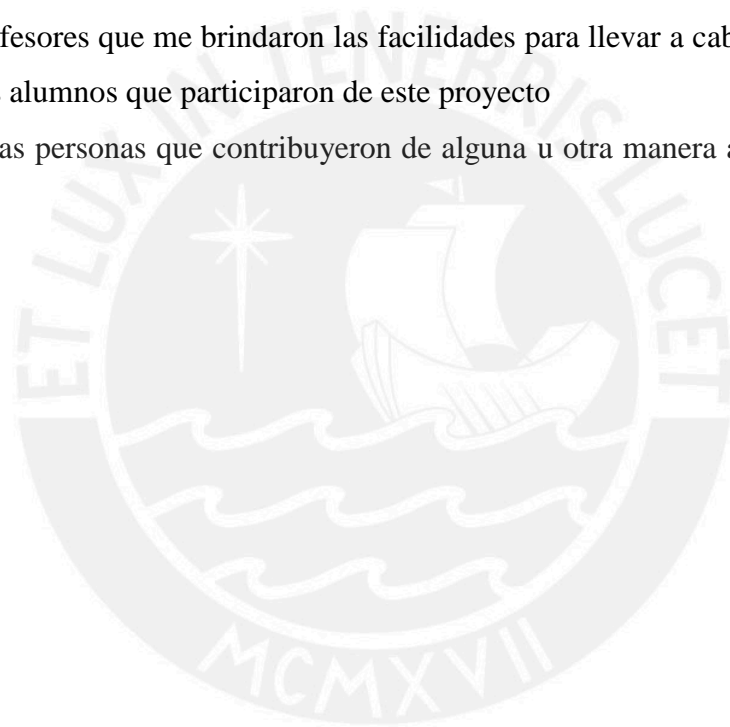 fesores que me brindaron las facilidades para llevar a cab
alumnos que participaron de este proyecto
as personas que contribuyeron de alguna u otra manera a
ET LUX IN TENEBRIS LUCET
MCMXVII